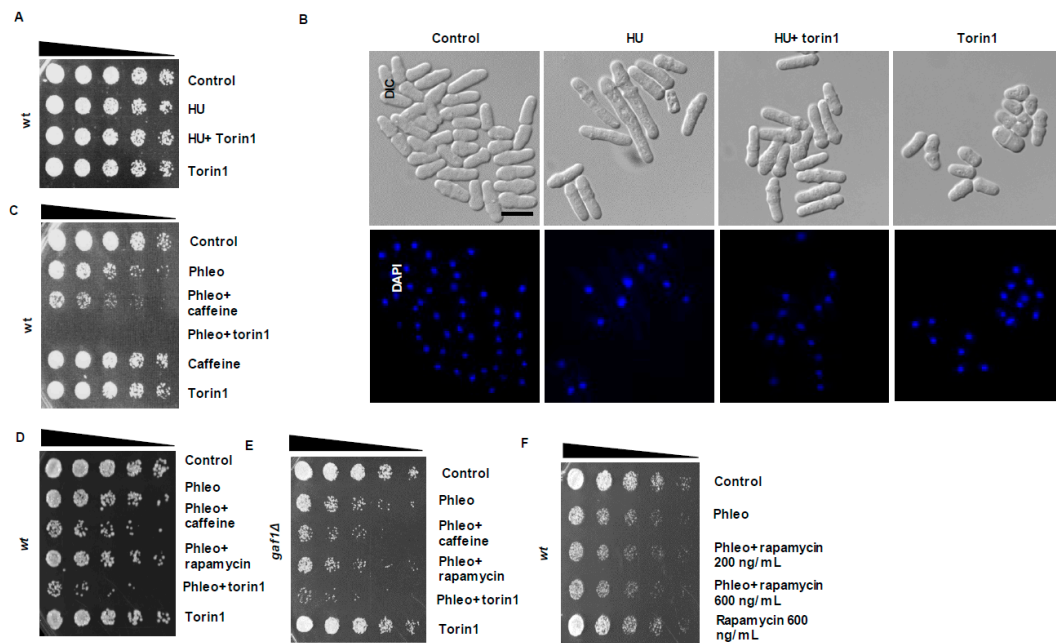 A
wt
Control
HU
HU+ Torin1
Torin1
B
Control
HU
HU+ torin1
Torin1
DIC
DAPI
C
wt
Control
Phleo
Phleo+
caffeine
Phleo+torin1
Caffeine
Torin1
D
wt
Control
Phleo
Phleo+
caffeine
Phleo+
rapamycin
Phleo+torin1
Torin1
E
gaf1Δ
Control
Phleo
Phleo+
caffeine
Phleo+
rapamycin
Phleo+torin1
Torin1
F
wt
Control
Phleo
Phleo+ rapamycin
200 ng/mL
Phleo+ rapamycin
600 ng/mL
Rapamycin 600
ng/mL